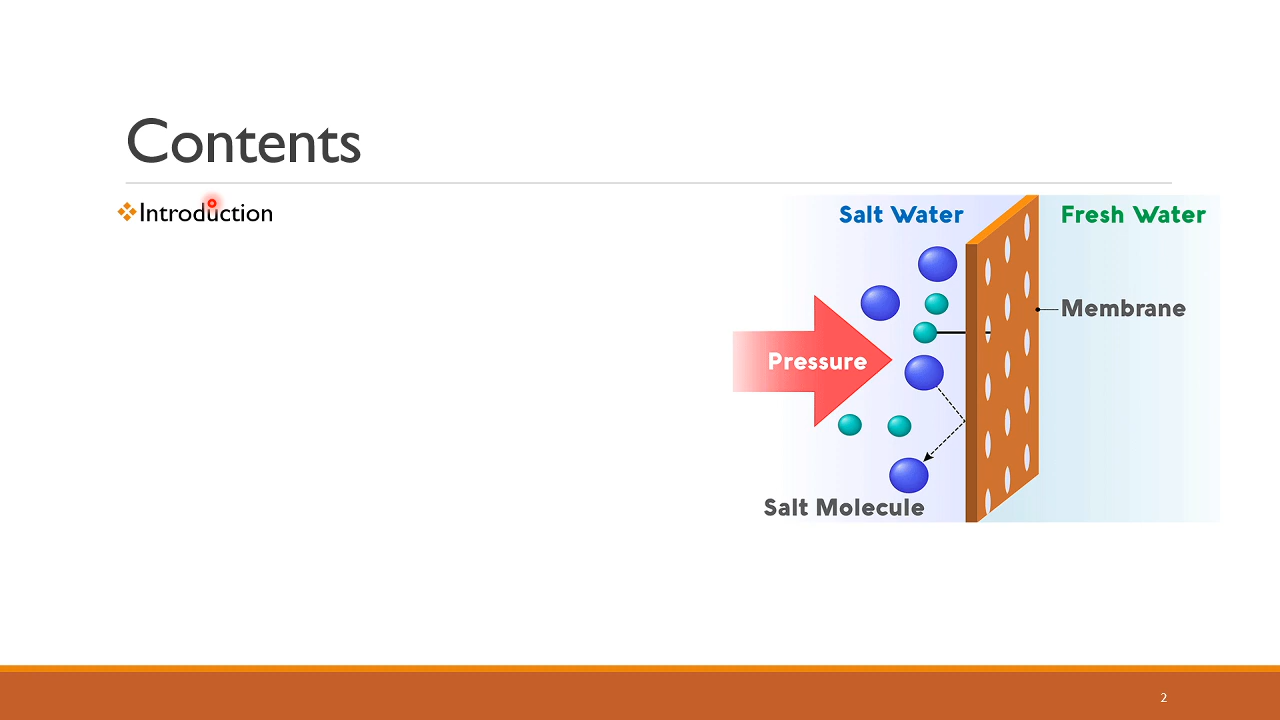 Contents
Introduction
Salt Water
Fresh Water
Membrane
Pressure
Salt Molecule
2